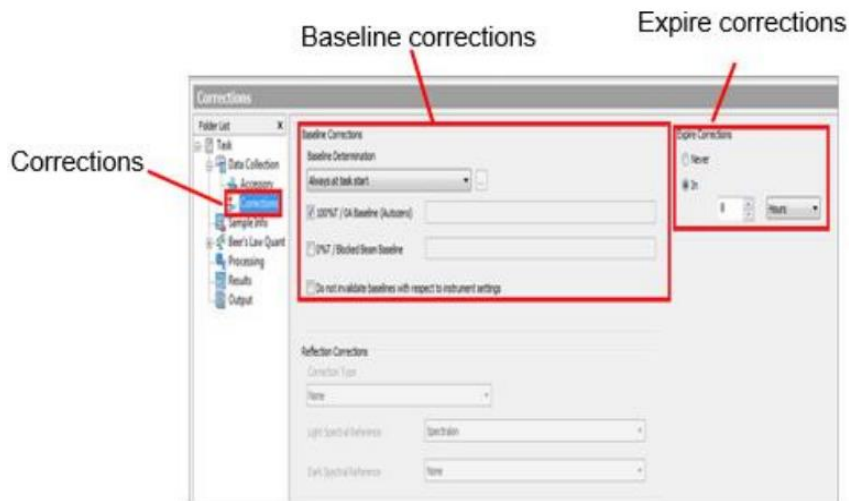 Baseline corrections
Expire corrections
Corrections
Corrections
Folder List X
Task
Data Collection
Accessory
Corrections
Sample Info
Beer's Law Quant
Processing
Results
Output
Baseline Corrections
Baseline Determination
Always at task start
...
100%T / 0A Baseline (Autozero)
0%T / Blocked Beam Baseline
Do not invalidate baselines with respect to instrument settings
Expire Corrections
Never
In
8 Hours
Reflection Corrections
Correction Type
None
Light Spectral Reference
Spectralon
Dark Spectral Reference
None